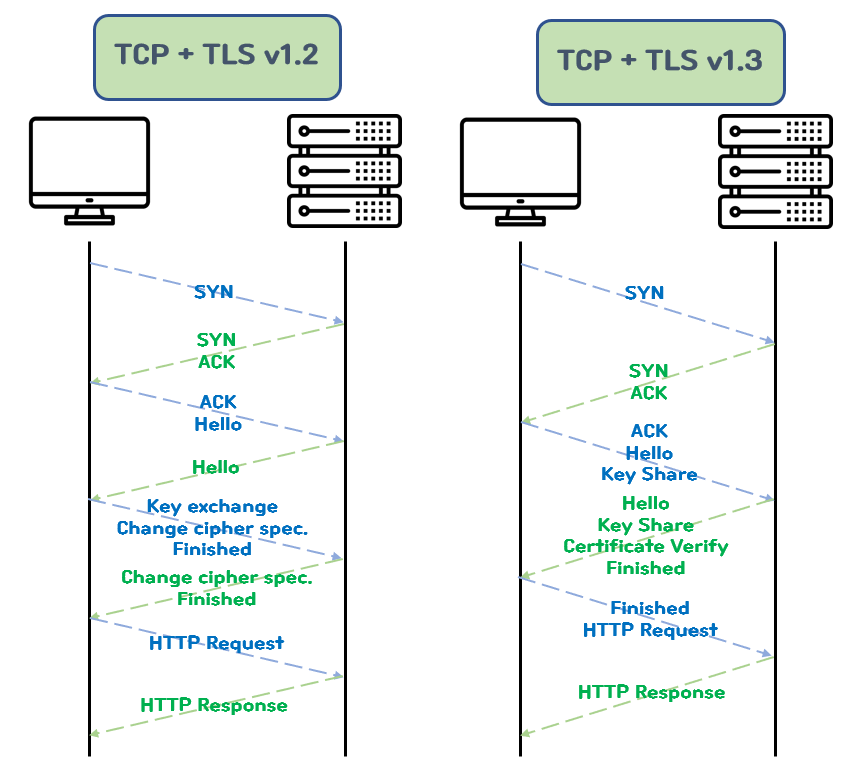 TCP + TLS v1.2
SYN
SYN
ACK
ACK
Hello
Hello
Key exchange
Change cipher spec.
Finished
Change cipher spec.
Finished
HTTP Request
HTTP Response
TCP + TLS v1.3
SYN
SYN
ACK
ACK
Hello
Key Share
Hello
Key Share
Certificate Verify
Finished
Finished
HTTP Request
HTTP Response